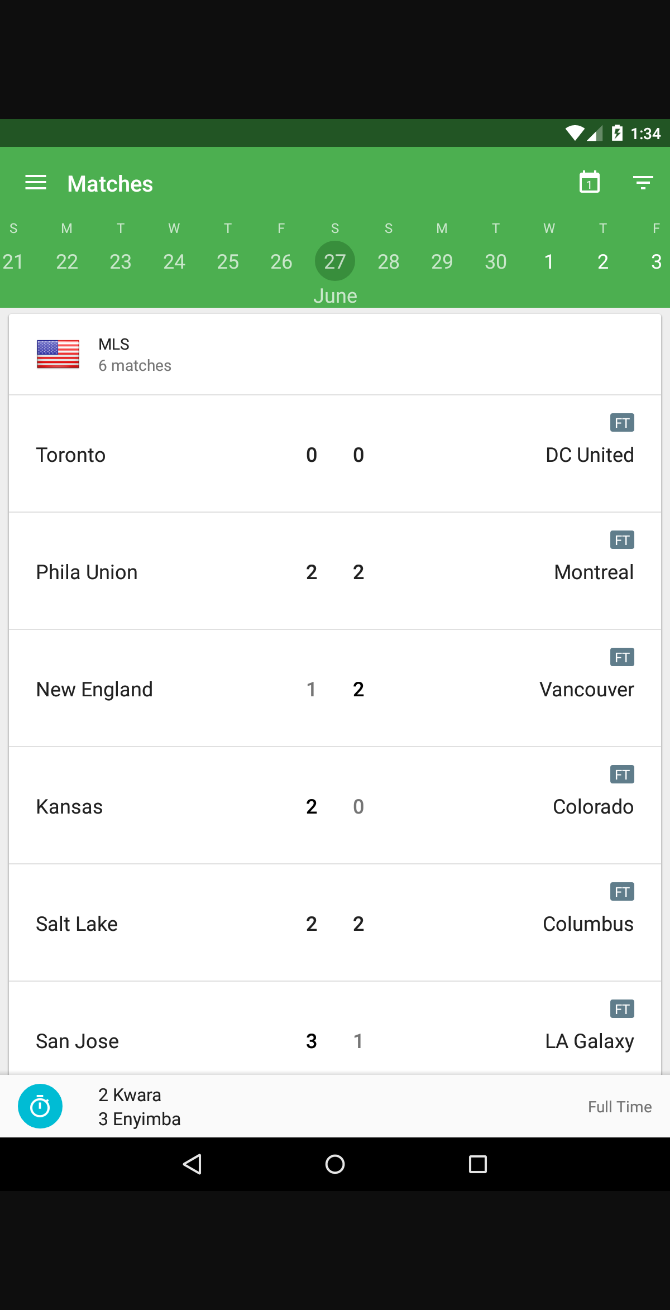 1:34
Matches
1
S M T W T F S S M T W T F
21 22 23 24 25 26 27 28 29 30 1 2 3
June
MLS
6 matches
FT
Toronto 0 0 DC United
FT
Phila Union 2 2 Montreal
FT
New England 1 2 Vancouver
FT
Kansas 2 0 Colorado
FT
Salt Lake 2 2 Columbus
FT
San Jose 3 1 LA Galaxy
2 Kwara
3 Enyimba
Full Time